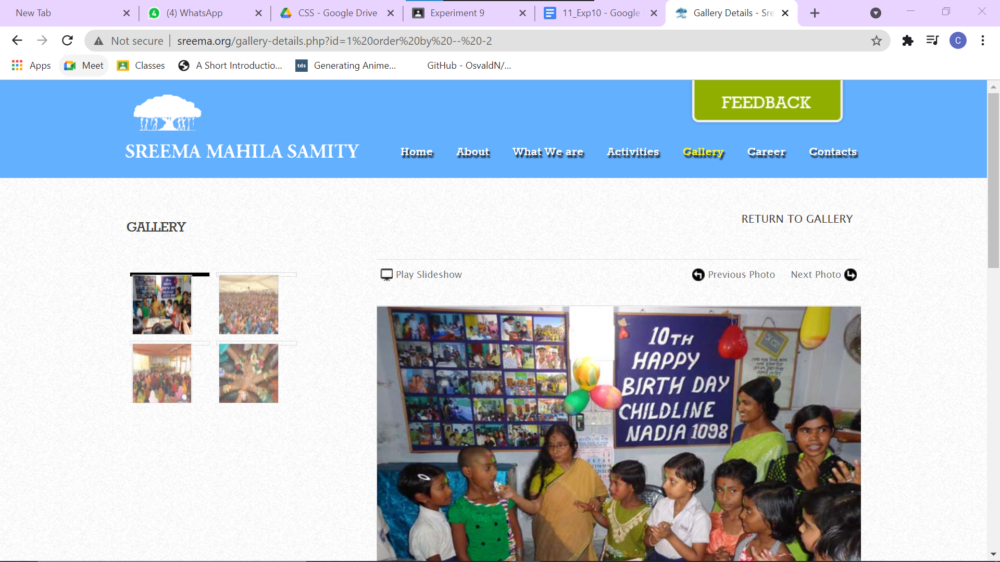 New Tab
(4) WhatsApp
CSS - Google Drive
Experiment 9
11_Exp10 - Google
Gallery Details - Sre
Not secure
sreema.org/gallery-details.php?id=1%20order%20by%20--%20-2
C
Apps
Meet
Classes
A Short Introductio...
tds
Generating Anime...
GitHub - OsvaldN/...
FEEDBACK
SREEMA MAHILA SAMITY
Home
About
What We are
Activities
Gallery
Career
Contacts
GALLERY
RETURN TO GALLERY
Play Slideshow
Previous Photo
Next Photo
10TH
HAPPY
BIRTH DAY
CHILDLINE
NADIA 1098